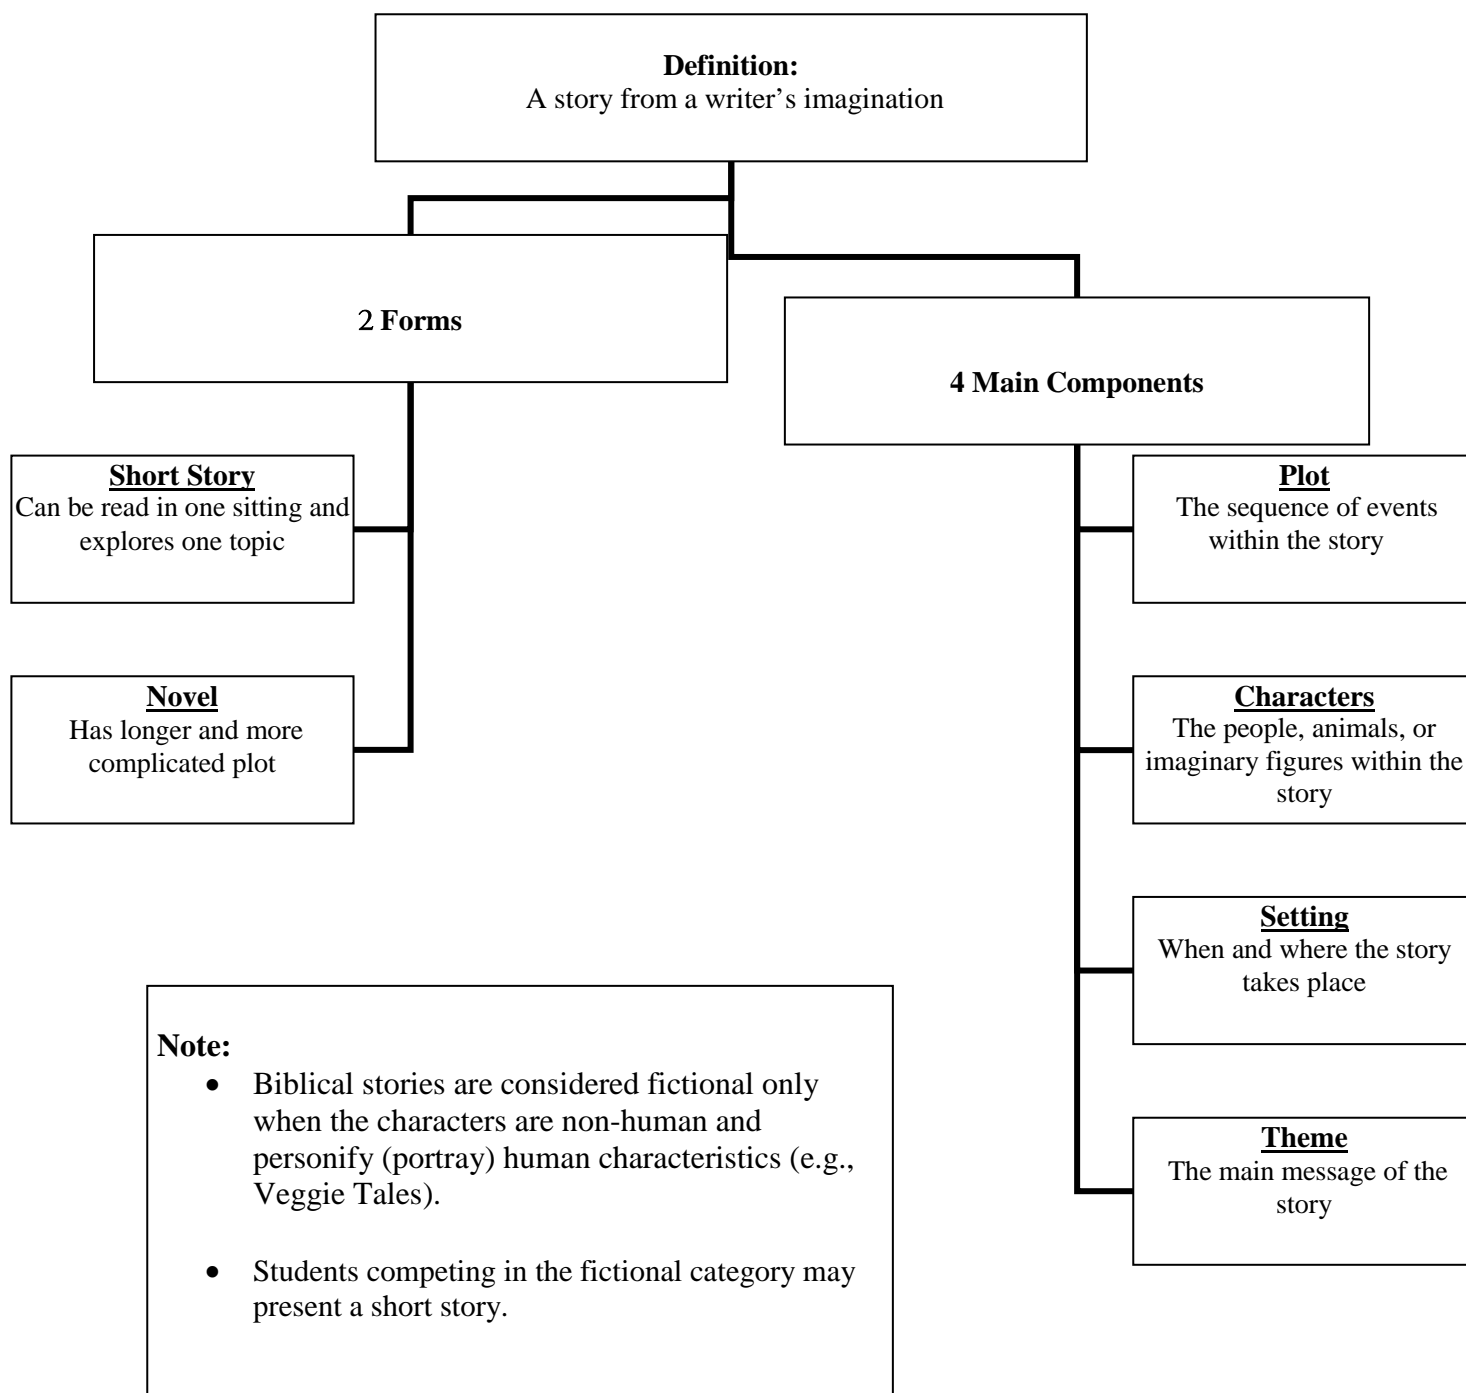 Definition:
A story from a writer’s imagination
2 Forms
4 Main Components
Short Story
Can be read in one sitting and
explores one topic
Novel
Has longer and more
complicated plot
Plot
The sequence of events
within the story
Characters
The people, animals, or
imaginary figures within the
story
Setting
When and where the story
takes place
Theme
The main message of the
story
Note:
• Biblical stories are considered fictional only
when the characters are non-human and
personify (portray) human characteristics (e.g.,
Veggie Tales).
• Students competing in the fictional category may
present a short story.